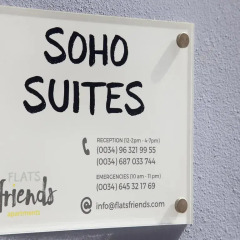 SOHO
SUITES
RECEPTION (12-2pm - 4-7pm)
(0034) 96 321 99 55
(0034) 687 033 744
EMERGENCIES (10 am - 11 pm)
(0034) 645 32 17 69
@ info@flatsfriends.com
FLATS
friends